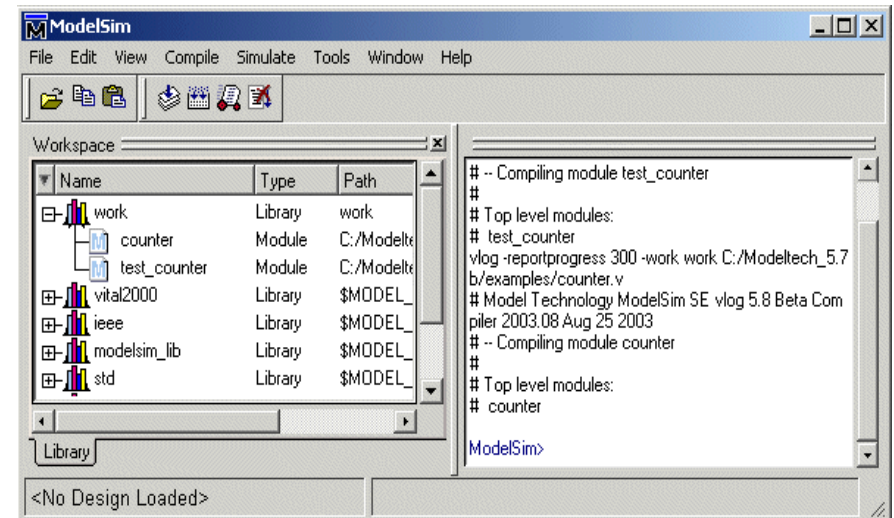 ModelSim
File Edit View Compile Simulate Tools Window Help
Workspace
Name Type Path
work Library work
counter Module C:/Modelte
test_counter Module C:/Modelte
vital2000 Library $MODEL_
ieee Library $MODEL_
modelsim_lib Library $MODEL_
std Library $MODEL_
Library
# -- Compiling module test_counter
#
# Top level modules:
# test_counter
vlog -reportprogress 300 -work work C:/Modeltech_5.7
b/examples/counter.v
# Model Technology ModelSim SE vlog 5.8 Beta Com
piler 2003.08 Aug 25 2003
# -- Compiling module counter
#
# Top level modules:
# counter
ModelSim>
<No Design Loaded>